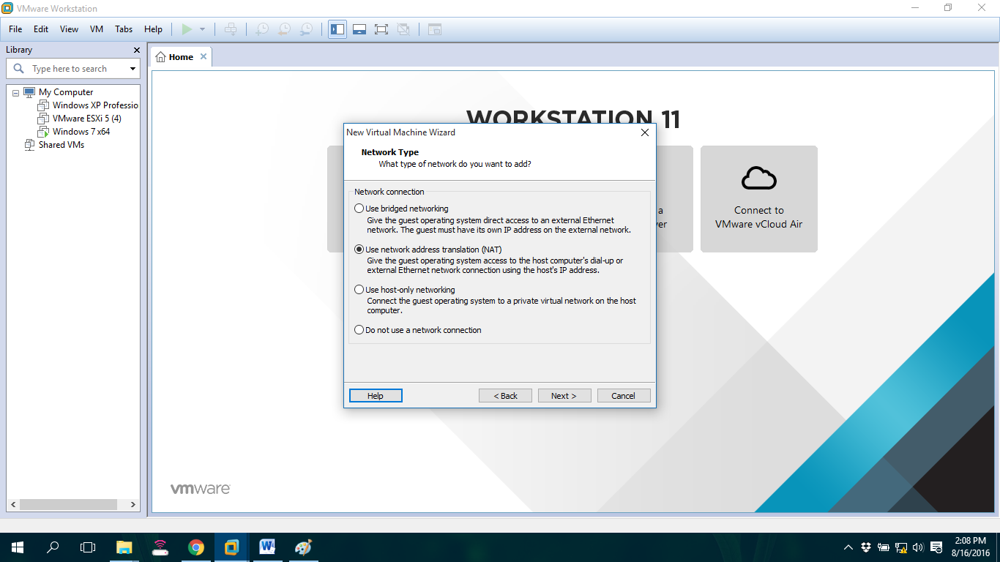 VMware Workstation
File Edit View VM Tabs Help
Library
Type here to search
My Computer
Windows XP Professio
VMware ESXi 5 (4)
Windows 7 x64
Shared VMs
Home
WORKSTATION 11
New Virtual Machine Wizard
Network Type
What type of network do you want to add?
Network connection
Use bridged networking
Give the guest operating system direct access to an external Ethernet
network. The guest must have its own IP address on the external network.
Use network address translation (NAT)
Give the guest operating system access to the host computer's dial-up or
external Ethernet network connection using the host's IP address.
Use host-only networking
Connect the guest operating system to a private virtual network on the host
computer.
Do not use a network connection
Help < Back Next > Cancel
a
ver
Connect to
VMware vCloud Air
vmware
2:08 PM
8/16/2016